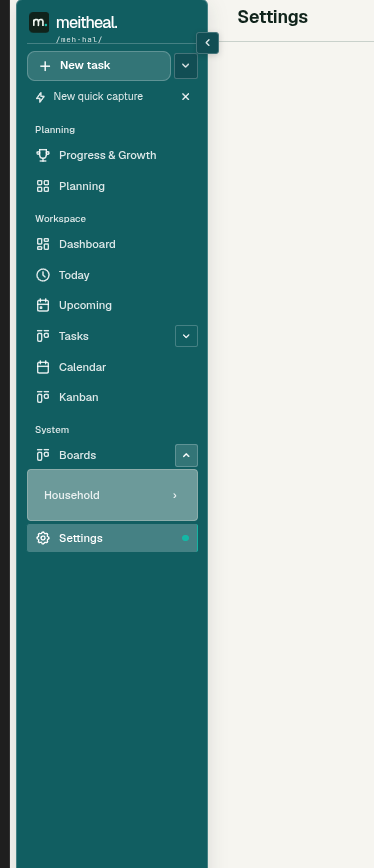 Settings
m.
meitheal.
/meh-hal/
New task
New quick capture
Planning
Progress & Growth
Planning
Workspace
Dashboard
Today
Upcoming
Tasks
Calendar
Kanban
System
Boards
Household
Settings